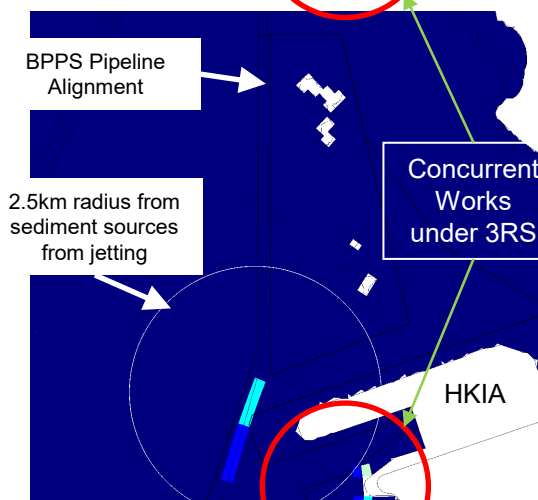 BPPS Pipeline
Alignment
Concurrent
Works
under 3RS
2.5km radius from
sediment sources
from jetting
HKIA